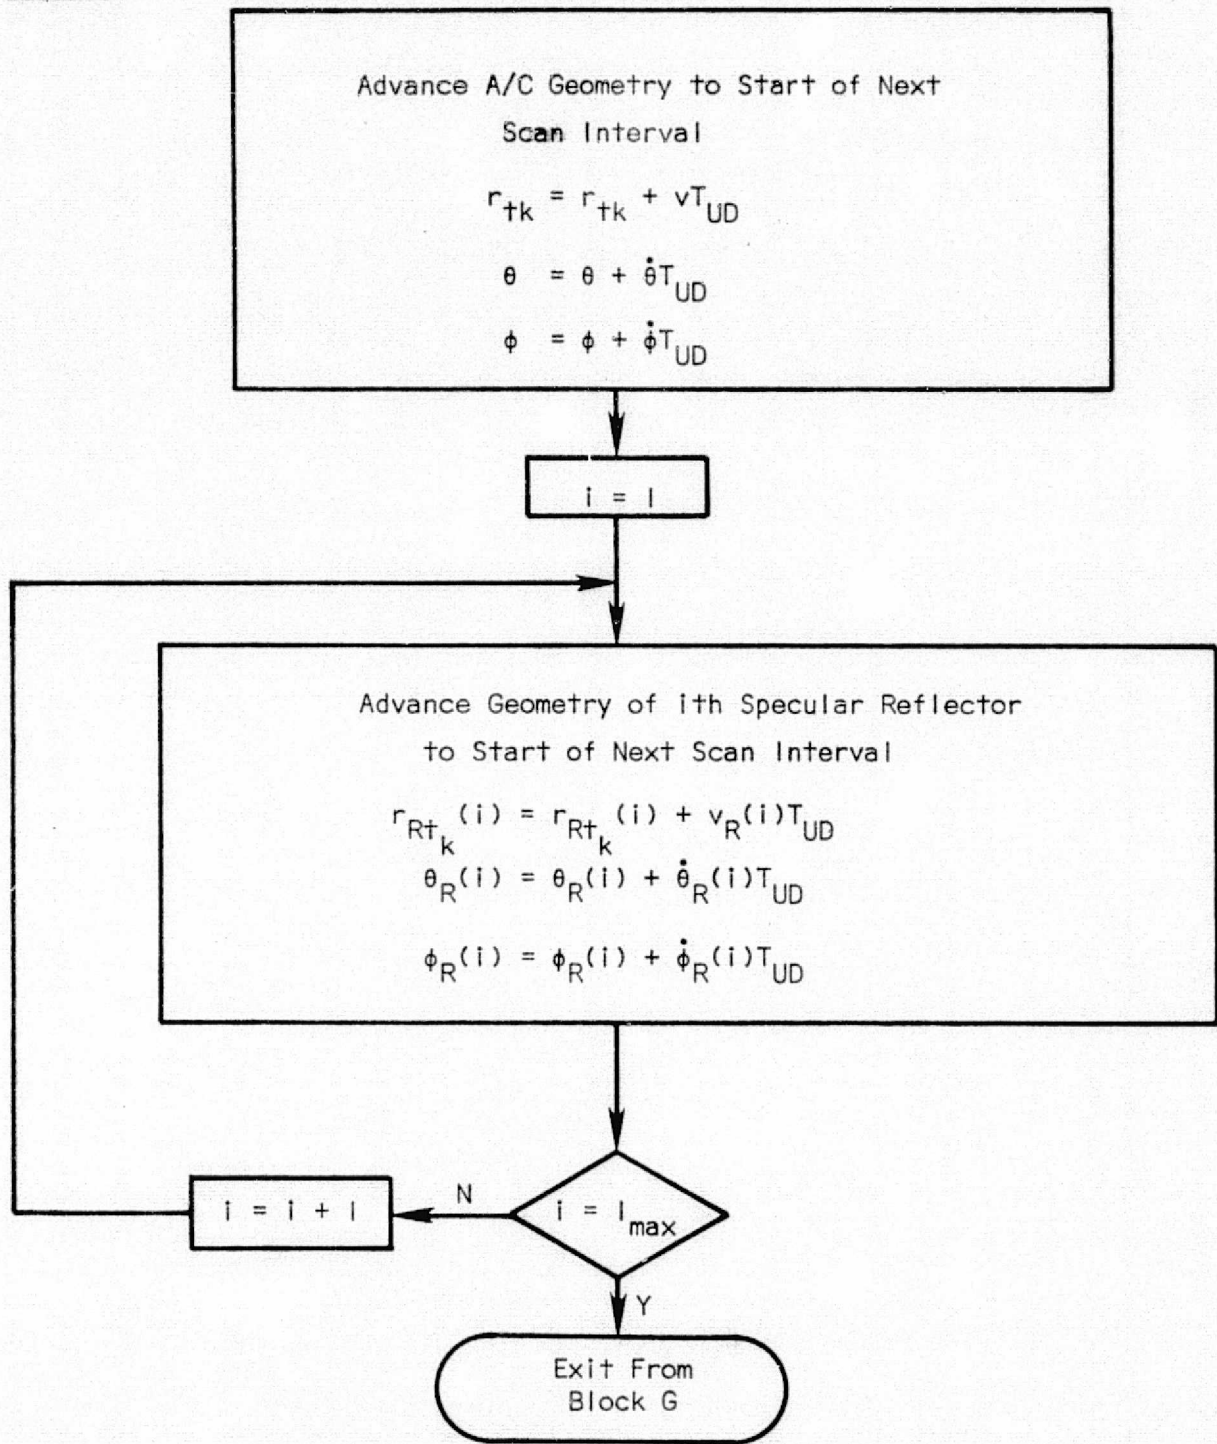 Advance A/C Geometry to Start of Next
Scan Interval
r_tk = r_tk + vT_UD
θ = θ + θ̇T_UD
ϕ = ϕ + ϕ̇T_UD
i = 1
Advance Geometry of ith Specular Reflector
to Start of Next Scan Interval
r_Rt_k(i) = r_Rt_k(i) + v_R(i)T_UD
θ_R(i) = θ_R(i) + θ̇_R(i)T_UD
ϕ_R(i) = ϕ_R(i) + ϕ̇_R(i)T_UD
i = i + 1
N
i = I_max
Y
Exit From
Block G